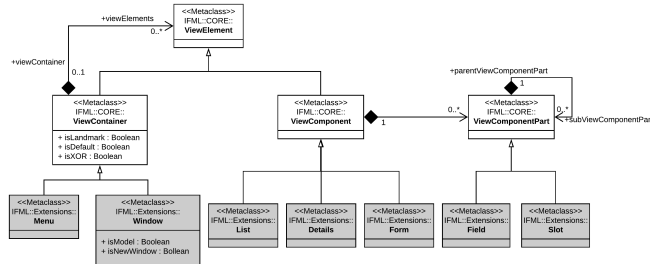 +viewElements
0..*
<<Metaclass>>
IFML::CORE::
ViewElement
+viewContainer
0..1
<<Metaclass>>
IFML::CORE::
ViewContainer
+ isLandmark : Boolean
+ isDefault : Boolean
+ isXOR : Boolean
<<Metaclass>>
IFML::CORE::
ViewComponent
1
0..*
+parentViewComponentPart
1
<<Metaclass>>
IFML::CORE::
ViewComponentPart
0..*
+subViewComponentPart
<<Metaclass>>
IFML::Extensions::
Menu
<<Metaclass>>
IFML::Extensions::
Window
+ isModel : Boolean
+ isNewWindow : Bollean
<<Metaclass>>
IFML::Extensions::
List
<<Metaclass>>
IFML::Extensions::
Details
<<Metaclass>>
IFML::Extensions::
Form
<<Metaclass>>
IFML::Extensions::
Field
<<Metaclass>>
IFML::Extensions::
Slot